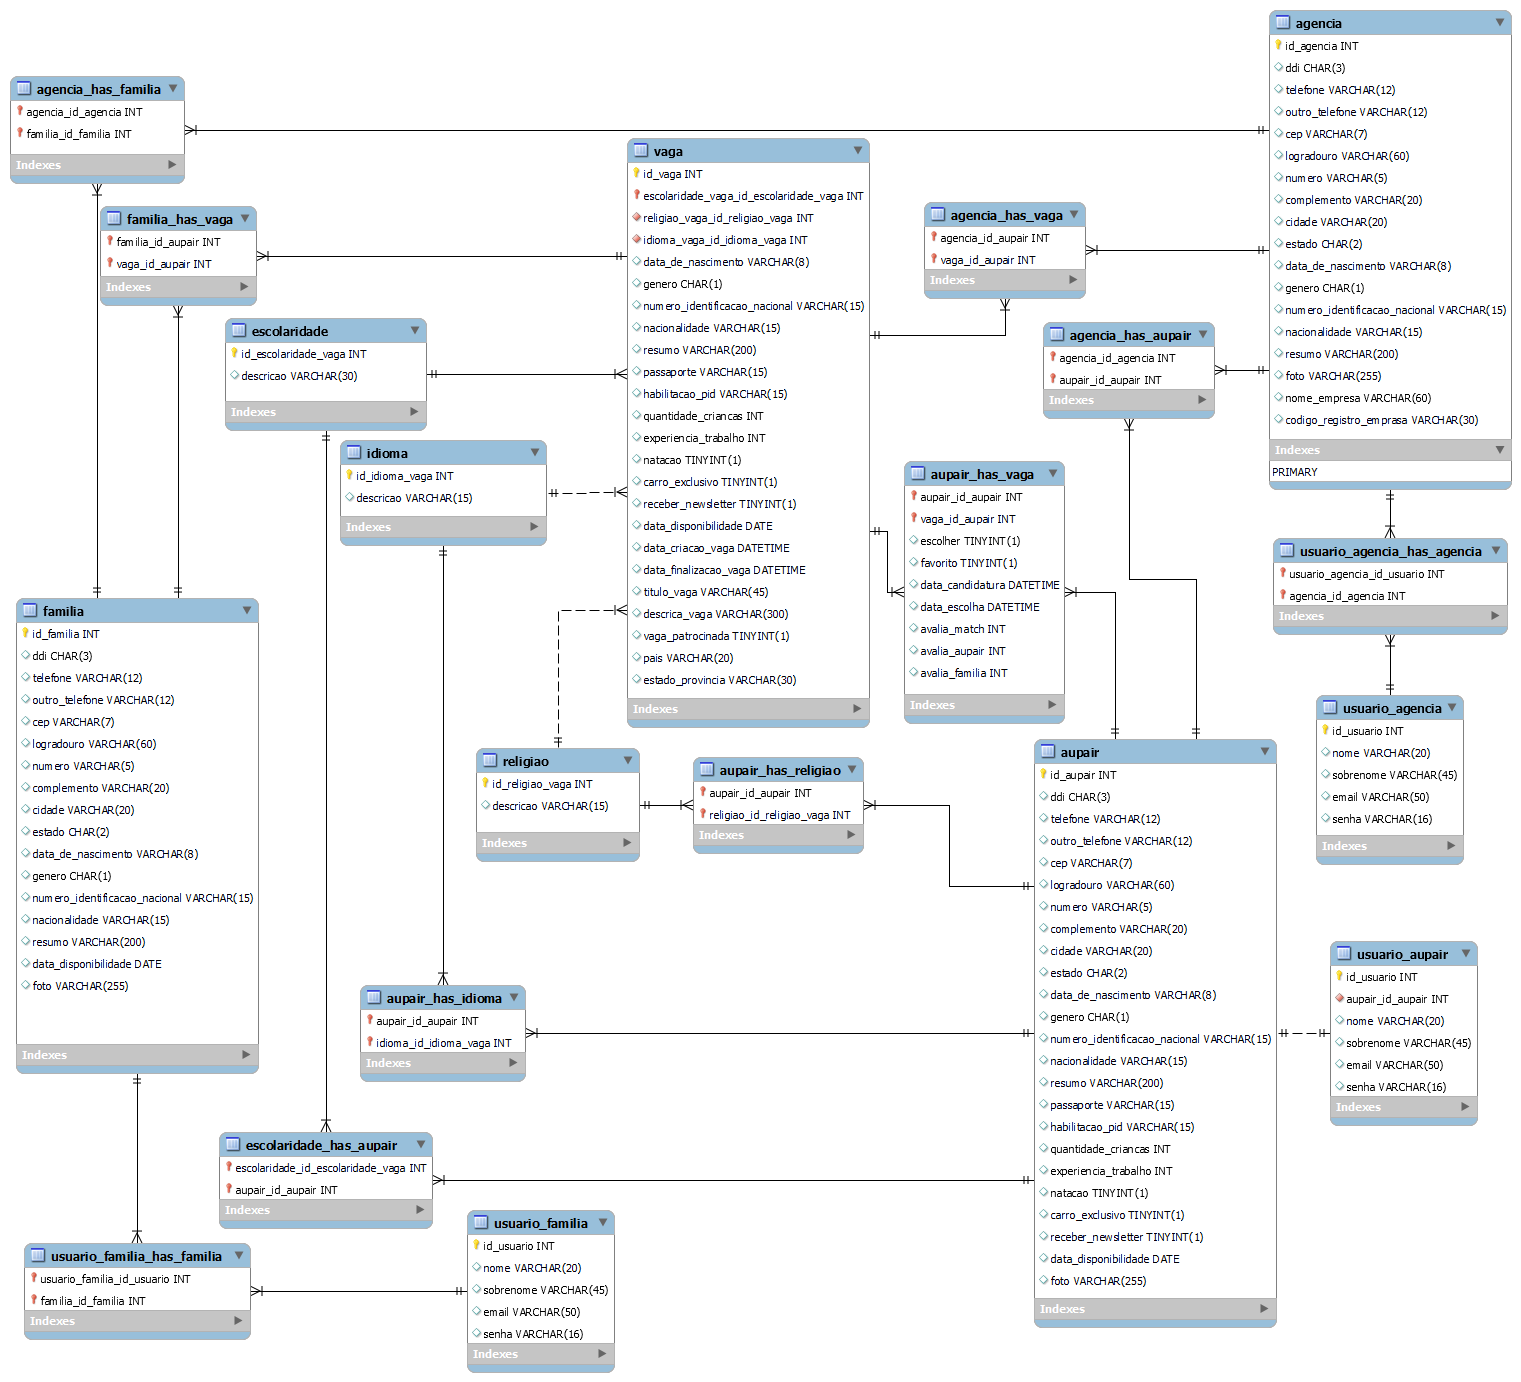 agencia
id_agencia INT
ddi CHAR(3)
telefone VARCHAR(12)
outro_telefone VARCHAR(12)
cep VARCHAR(7)
logradouro VARCHAR(60)
numero VARCHAR(5)
complemento VARCHAR(20)
cidade VARCHAR(20)
estado CHAR(2)
data_de_nascimento VARCHAR(8)
genero CHAR(1)
numero_identificacao_nacional VARCHAR(15)
nacionalidade VARCHAR(15)
resumo VARCHAR(200)
foto VARCHAR(255)
nome_empresa VARCHAR(60)
codigo_registro_emprasa VARCHAR(30)
Indexes
PRIMARY
agencia_has_familia
agencia_id_agencia INT
familia_id_familia INT
Indexes
familia_has_vaga
familia_id_aupair INT
vaga_id_aupair INT
Indexes
vaga
id_vaga INT
escolaridade_vaga_id_escolaridade_vaga INT
religiao_vaga_id_religiao_vaga INT
idioma_vaga_id_idioma_vaga INT
data_de_nascimento VARCHAR(8)
genero CHAR(1)
numero_identificacao_nacional VARCHAR(15)
nacionalidade VARCHAR(15)
resumo VARCHAR(200)
passaporte VARCHAR(15)
habilitacao_pid VARCHAR(15)
quantidade_criancas INT
experiencia_trabalho INT
natacao TINYINT(1)
carro_exclusivo TINYINT(1)
receber_newsletter TINYINT(1)
data_disponibilidade DATE
data_criacao_vaga DATETIME
data_finalizacao_vaga DATETIME
titulo_vaga VARCHAR(45)
descrica_vaga VARCHAR(300)
vaga_patrocinada TINYINT(1)
pais VARCHAR(20)
estado_provincia VARCHAR(30)
Indexes
agencia_has_vaga
agencia_id_aupair INT
vaga_id_aupair INT
Indexes
agencia_has_aupair
agencia_id_agencia INT
aupair_id_aupair INT
Indexes
escolaridade
id_escolaridade_vaga INT
descricao VARCHAR(30)
Indexes
idioma
id_idioma_vaga INT
descricao VARCHAR(15)
Indexes
aupair_has_vaga
aupair_id_aupair INT
vaga_id_aupair INT
escolher TINYINT(1)
favorito TINYINT(1)
data_candidatura DATETIME
data_escolha DATETIME
avalia_match INT
avalia_aupair INT
avalia_familia INT
Indexes
usuario_agencia_has_agencia
usuario_agencia_id_usuario INT
agencia_id_agencia INT
Indexes
familia
id_familia INT
ddi CHAR(3)
telefone VARCHAR(12)
outro_telefone VARCHAR(12)
cep VARCHAR(7)
logradouro VARCHAR(60)
numero VARCHAR(5)
complemento VARCHAR(20)
cidade VARCHAR(20)
estado CHAR(2)
data_de_nascimento VARCHAR(8)
genero CHAR(1)
numero_identificacao_nacional VARCHAR(15)
nacionalidade VARCHAR(15)
resumo VARCHAR(200)
data_disponibilidade DATE
foto VARCHAR(255)
Indexes
usuario_agencia
id_usuario INT
nome VARCHAR(20)
sobrenome VARCHAR(45)
email VARCHAR(50)
senha VARCHAR(16)
Indexes
religiao
id_religiao_vaga INT
descricao VARCHAR(15)
Indexes
aupair_has_religiao
aupair_id_aupair INT
religiao_id_religiao_vaga INT
Indexes
aupair
id_aupair INT
ddi CHAR(3)
telefone VARCHAR(12)
outro_telefone VARCHAR(12)
cep VARCHAR(7)
logradouro VARCHAR(60)
numero VARCHAR(5)
complemento VARCHAR(20)
cidade VARCHAR(20)
estado CHAR(2)
data_de_nascimento VARCHAR(8)
genero CHAR(1)
numero_identificacao_nacional VARCHAR(15)
nacionalidade VARCHAR(15)
resumo VARCHAR(200)
passaporte VARCHAR(15)
habilitacao_pid VARCHAR(15)
quantidade_criancas INT
experiencia_trabalho INT
natacao TINYINT(1)
carro_exclusivo TINYINT(1)
receber_newsletter TINYINT(1)
data_disponibilidade DATE
foto VARCHAR(255)
Indexes
usuario_aupair
id_usuario INT
aupair_id_aupair INT
nome VARCHAR(20)
sobrenome VARCHAR(45)
email VARCHAR(50)
senha VARCHAR(16)
Indexes
aupair_has_idioma
aupair_id_aupair INT
idioma_id_idioma_vaga INT
Indexes
escolaridade_has_aupair
escolaridade_id_escolaridade_vaga INT
aupair_id_aupair INT
Indexes
usuario_familia_has_familia
usuario_familia_id_usuario INT
familia_id_familia INT
Indexes
usuario_familia
id_usuario INT
nome VARCHAR(20)
sobrenome VARCHAR(45)
email VARCHAR(50)
senha VARCHAR(16)
Indexes